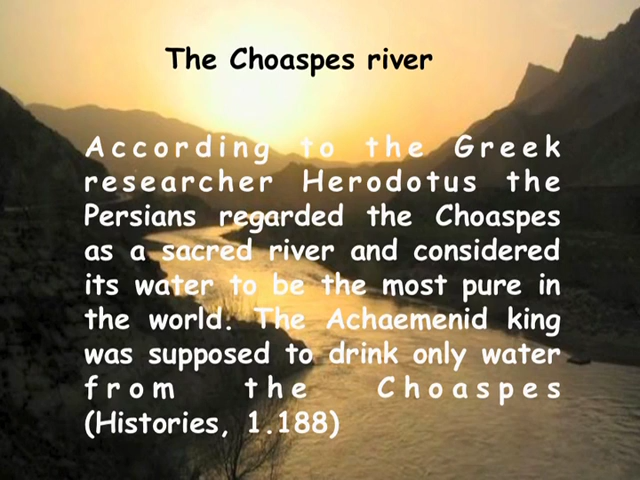 The Choaspes river
According to the Greek
researcher Herodotus the
Persians regarded the Choaspes
as a sacred river and considered
its water to be the most pure in
the world. The Achaemenid king
was supposed to drink only water
from the Choaspes
(Histories, 1.188)